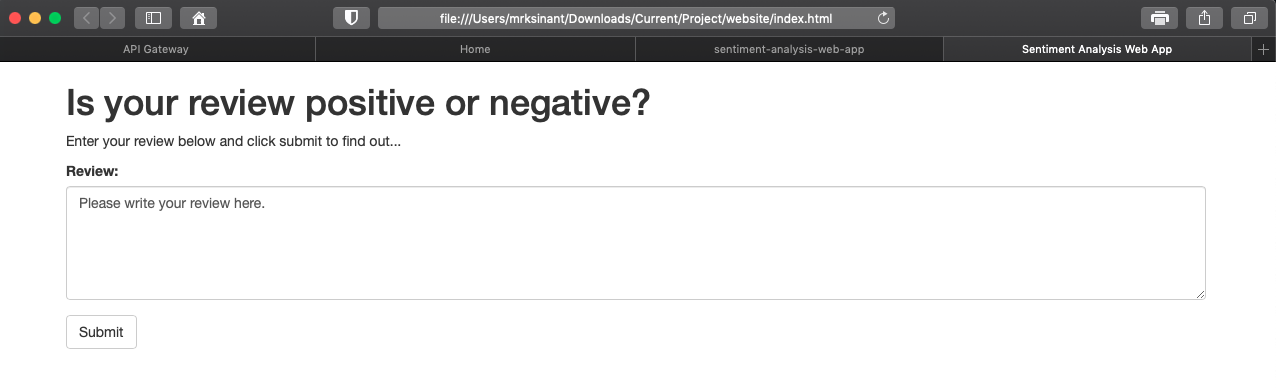 file:///Users/mrksinant/Downloads/Current/Project/website/index.html
API Gateway
Home
sentiment-analysis-web-app
Sentiment Analysis Web App
Is your review positive or negative?
Enter your review below and click submit to find out...
Review:
Please write your review here.
Submit